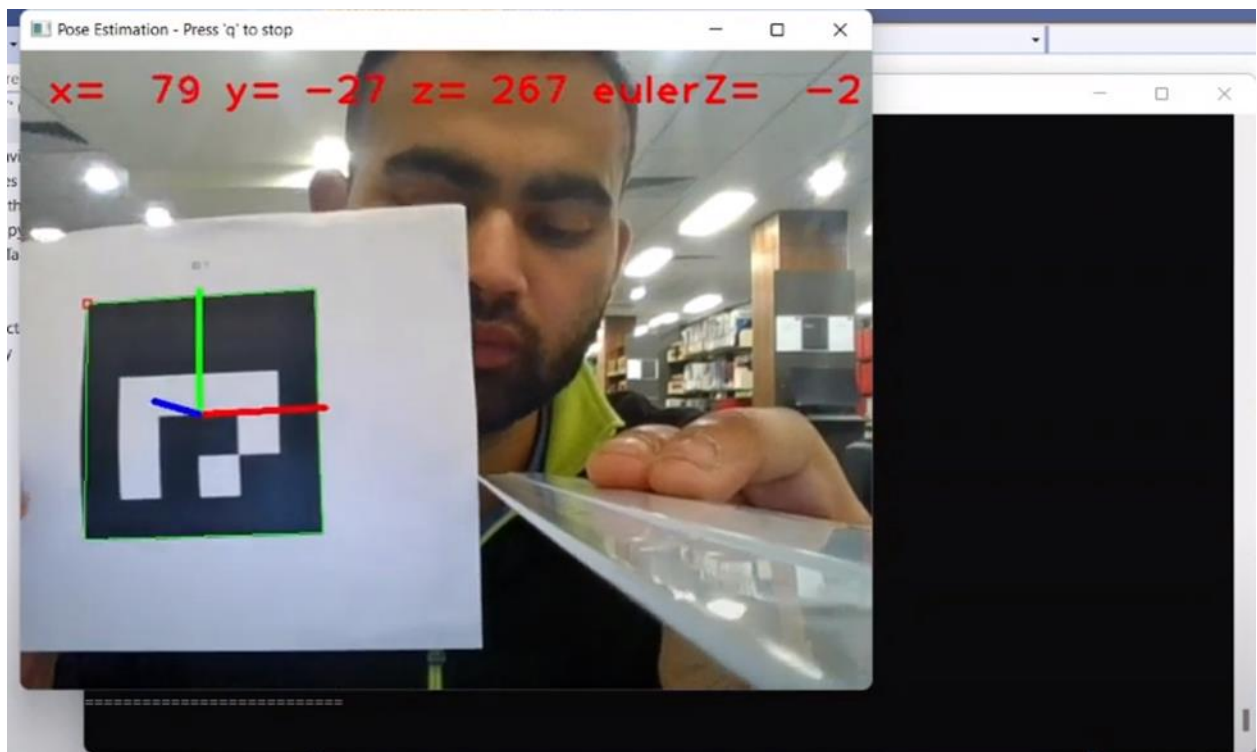 Pose Estimation - Press 'q' to stop
x= 79 y= -27 z= 267 eulerZ= -2
===========================